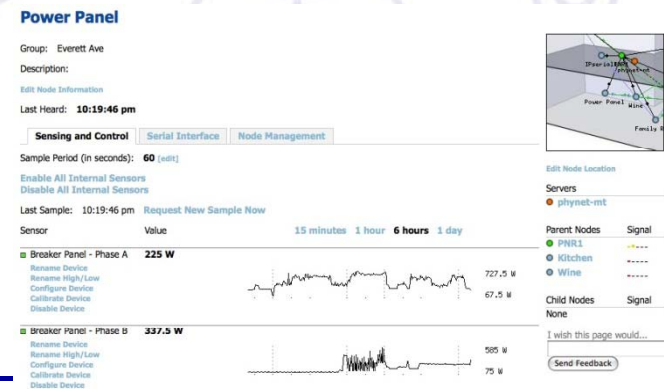 Power Panel
Group: Everett Ave
Description:
Edit Node Information
Last Heard: 10:19:46 pm
Sensing and Control Serial Interface Node Management
Sample Period (in seconds): 60 [edit]
Enable All Internal Sensors
Disable All Internal Sensors
Last Sample: 10:19:46 pm Request New Sample Now
Sensor Value 15 minutes 1 hour 6 hours 1 day
Breaker Panel - Phase A 225 W
Rename Device
Rename High/Low
Configure Device
Calibrate Device
Disable Device
727.5 W
67.5 W
Breaker Panel - Phase B 337.5 W
Rename Device
Rename High/Low
Configure Device
Calibrate Device
Disable Device
585 W
75 W
phynet-mt
Power Panel
Wine
Family
Edit Node Location
Servers
phynet-mt
Parent Nodes Signal
PNR1
Kitchen
Wine
Child Nodes Signal
None
I wish this page would...
Send Feedback